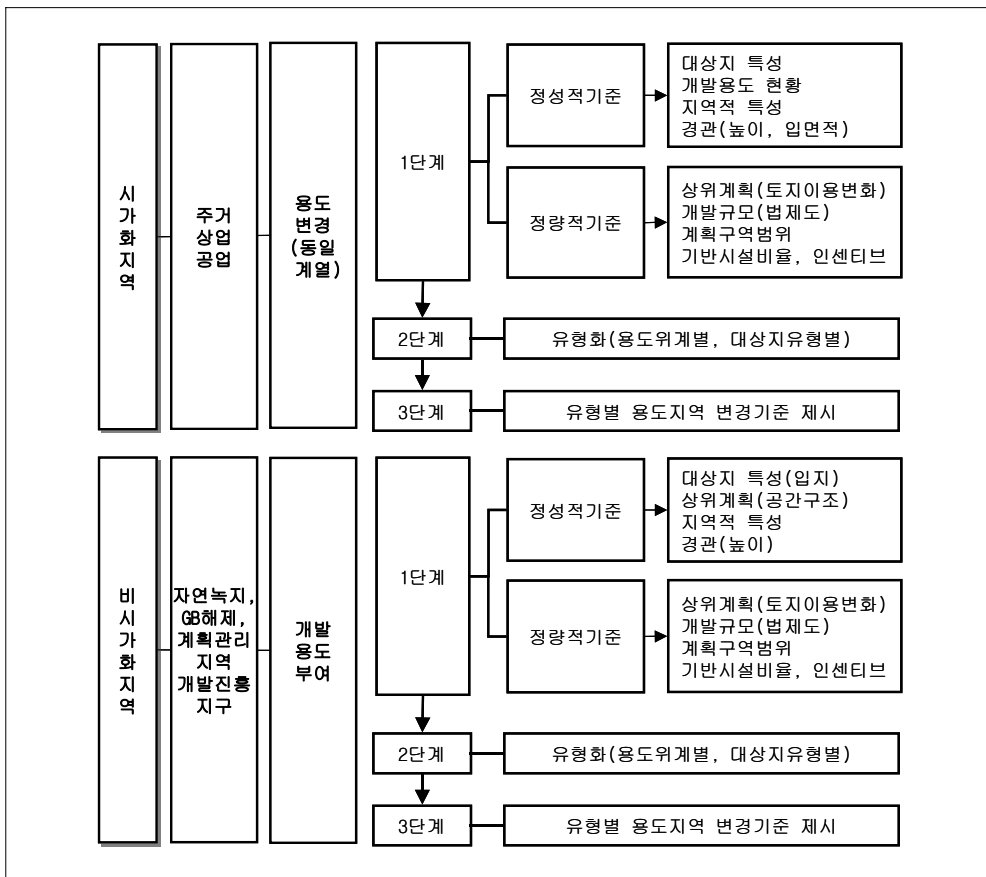 시
가
화
지
역
주거
상업
공업
용도
변경
(동일
계열)
1단계
정성적기준
대상지 특성
개발용도 현황
지역적 특성
경관(높이, 입면적)
정량적기준
상위계획(토지이용변화)
개발규모(법제도)
계획구역범위
기반시설비율, 인센티브
2단계
유형화(용도위계별, 대상지유형별)
3단계
유형별 용도지역 변경기준 제시
비
시
가
화
지
역
자연녹지,
GB해제,
계획관리
지역
개발진흥
지구
개발
용도
부여
1단계
정성적기준
대상지 특성(입지)
상위계획(공간구조)
지역적 특성
경관(높이)
정량적기준
상위계획(토지이용변화)
개발규모(법제도)
계획구역범위
기반시설비율, 인센티브
2단계
유형화(용도위계별, 대상지유형별)
3단계
유형별 용도지역 변경기준 제시